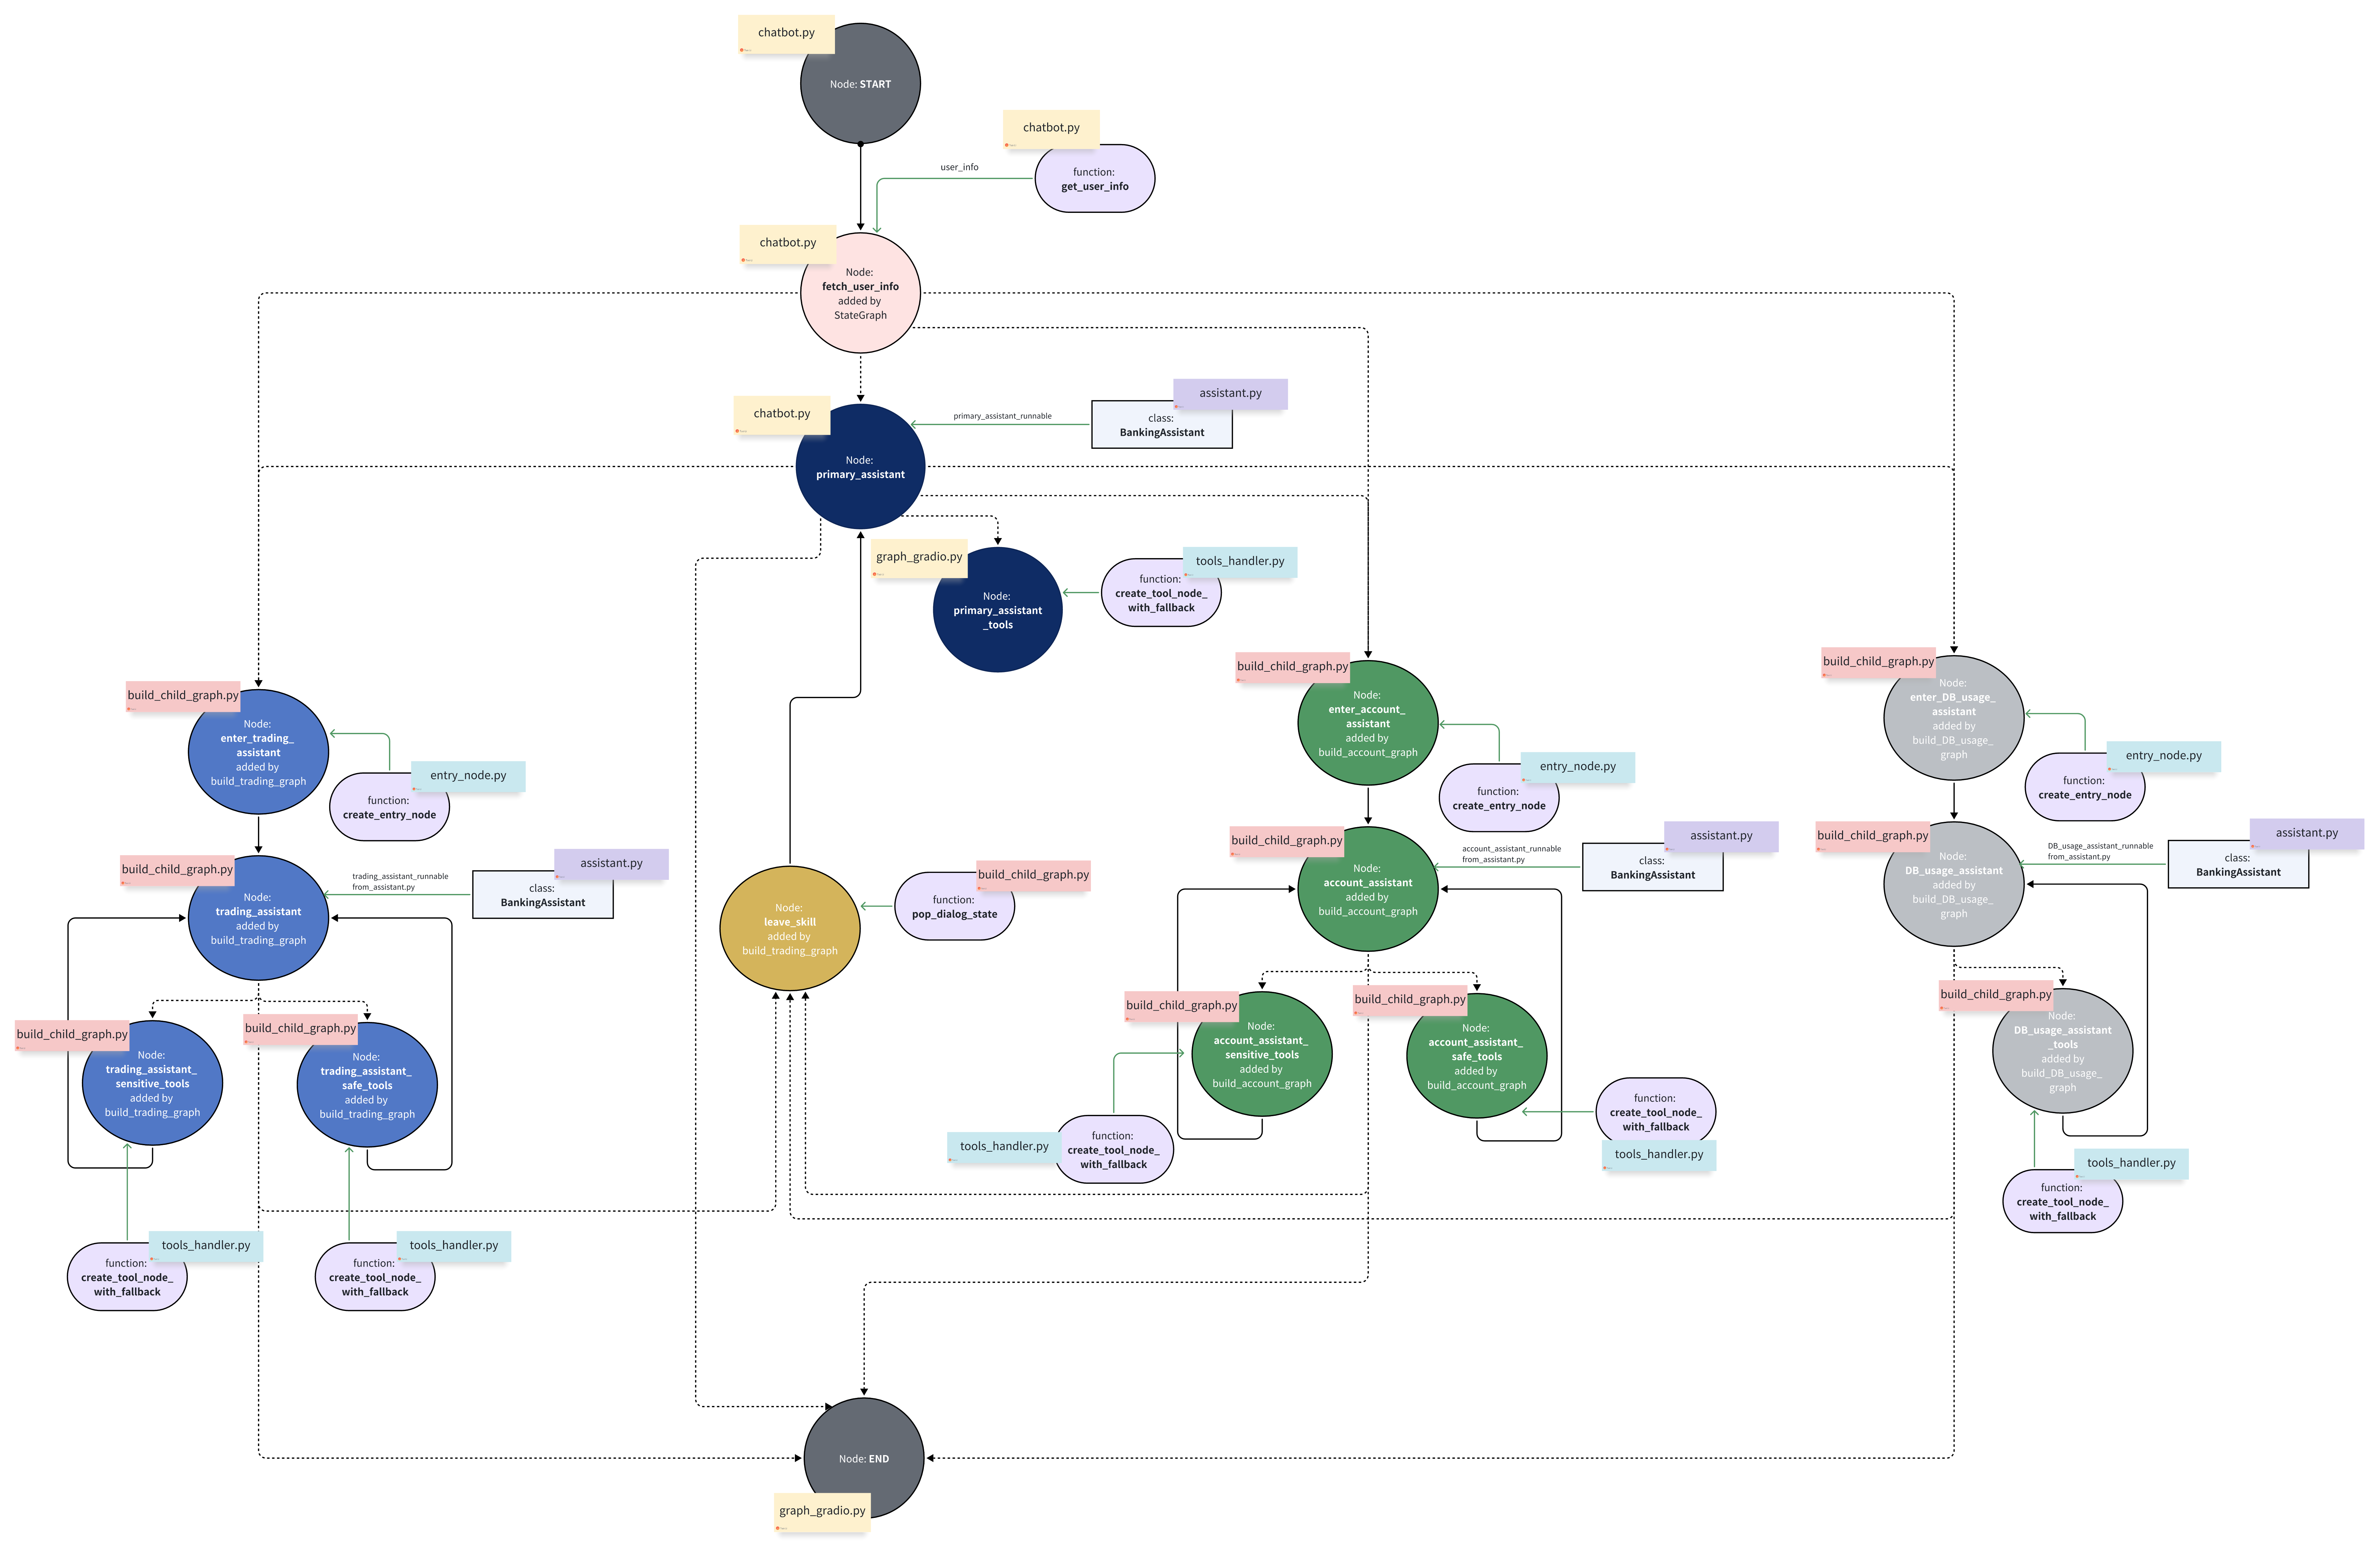 chatbot.py
Node: START
chatbot.py
function:
get_user_info
user_info
chatbot.py
Node:
fetch_user_info
added by
StateGraph
chatbot.py
Node:
primary_assistant
primary_assistant_runnable
assistant.py
class:
BankingAssistant
graph_gradio.py
Node:
primary_assistant
_tools
tools_handler.py
function:
create_tool_node_
with_fallback
build_child_graph.py
Node:
enter_trading_
assistant
added by
build_trading_graph
entry_node.py
function:
create_entry_node
build_child_graph.py
Node:
enter_account_
assistant
added by
build_account_graph
entry_node.py
function:
create_entry_node
build_child_graph.py
Node:
enter_DB_usage_
assistant
added by
build_DB_usage_
graph
entry_node.py
function:
create_entry_node
build_child_graph.py
Node:
trading_assistant
added by
build_trading_graph
trading_assistant_runnable
from_assistant.py
assistant.py
class:
BankingAssistant
Node:
leave_skill
added by
build_trading_graph
build_child_graph.py
function:
pop_dialog_state
build_child_graph.py
Node:
account_assistant
added by
build_account_graph
account_assistant_runnable
from_assistant.py
assistant.py
class:
BankingAssistant
build_child_graph.py
Node:
DB_usage_assistant
added by
build_DB_usage_
graph
DB_usage_assistant_runnable
from_assistant.py
assistant.py
class:
BankingAssistant
build_child_graph.py
Node:
trading_assistant_
sensitive_tools
added by
build_trading_graph
build_child_graph.py
Node:
trading_assistant_
safe_tools
added by
build_trading_graph
build_child_graph.py
Node:
account_assistant_
sensitive_tools
added by
build_account_graph
build_child_graph.py
Node:
account_assistant_
safe_tools
added by
build_account_graph
build_child_graph.py
Node:
DB_usage_assistant
_tools
added by
build_DB_usage_
graph
tools_handler.py
function:
create_tool_node_
with_fallback
function:
create_tool_node_
with_fallback
tools_handler.py
tools_handler.py
function:
create_tool_node_
with_fallback
tools_handler.py
function:
create_tool_node_
with_fallback
tools_handler.py
function:
create_tool_node_
with_fallback
Node: END
graph_gradio.py